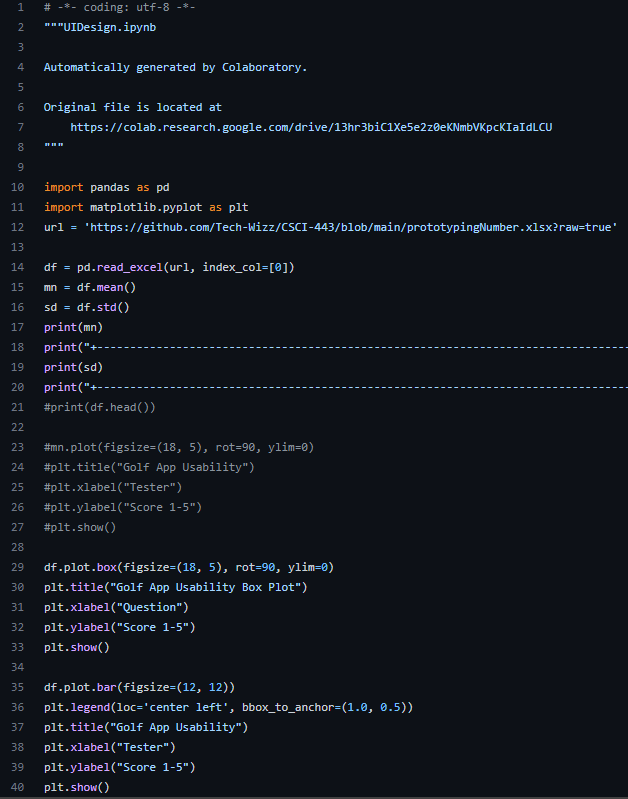 1 # -*- coding: utf-8 -*-
2 """UIDesign.ipynb
3
4 Automatically generated by Colaboratory.
5
6 Original file is located at
7     https://colab.research.google.com/drive/13hr3biC1Xe5e2z0eKNmbVKpcKIaIdLCU
8 """
9
10 import pandas as pd
11 import matplotlib.pyplot as plt
12 url = 'https://github.com/Tech-Wizz/CSCI-443/blob/main/prototypingNumber.xlsx?raw=true'
13
14 df = pd.read_excel(url, index_col=[0])
15 mn = df.mean()
16 sd = df.std()
17 print(mn)
18 print("+---------------------------------------------------------------------------------
19 print(sd)
20 print("+---------------------------------------------------------------------------------
21 #print(df.head())
22
23 #mn.plot(figsize=(18, 5), rot=90, ylim=0)
24 #plt.title("Golf App Usability")
25 #plt.xlabel("Tester")
26 #plt.ylabel("Score 1-5")
27 #plt.show()
28
29 df.plot.box(figsize=(18, 5), rot=90, ylim=0)
30 plt.title("Golf App Usability Box Plot")
31 plt.xlabel("Question")
32 plt.ylabel("Score 1-5")
33 plt.show()
34
35 df.plot.bar(figsize=(12, 12))
36 plt.legend(loc='center left', bbox_to_anchor=(1.0, 0.5))
37 plt.title("Golf App Usability")
38 plt.xlabel("Tester")
39 plt.ylabel("Score 1-5")
40 plt.show()